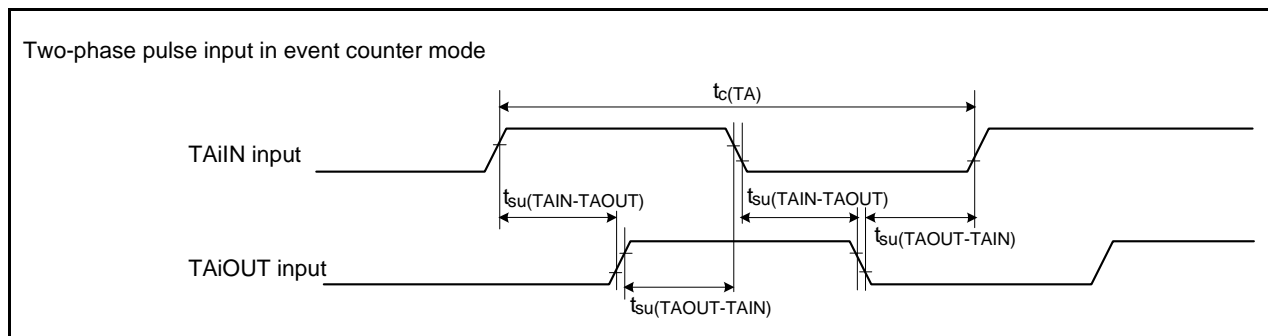 Two-phase pulse input in event counter mode
tc(TA)
TAiIN input
tsu(TAIN-TAOUT)
tsu(TAIN-TAOUT)
tsu(TAOUT-TAIN)
TAiOUT input
tsu(TAOUT-TAIN)